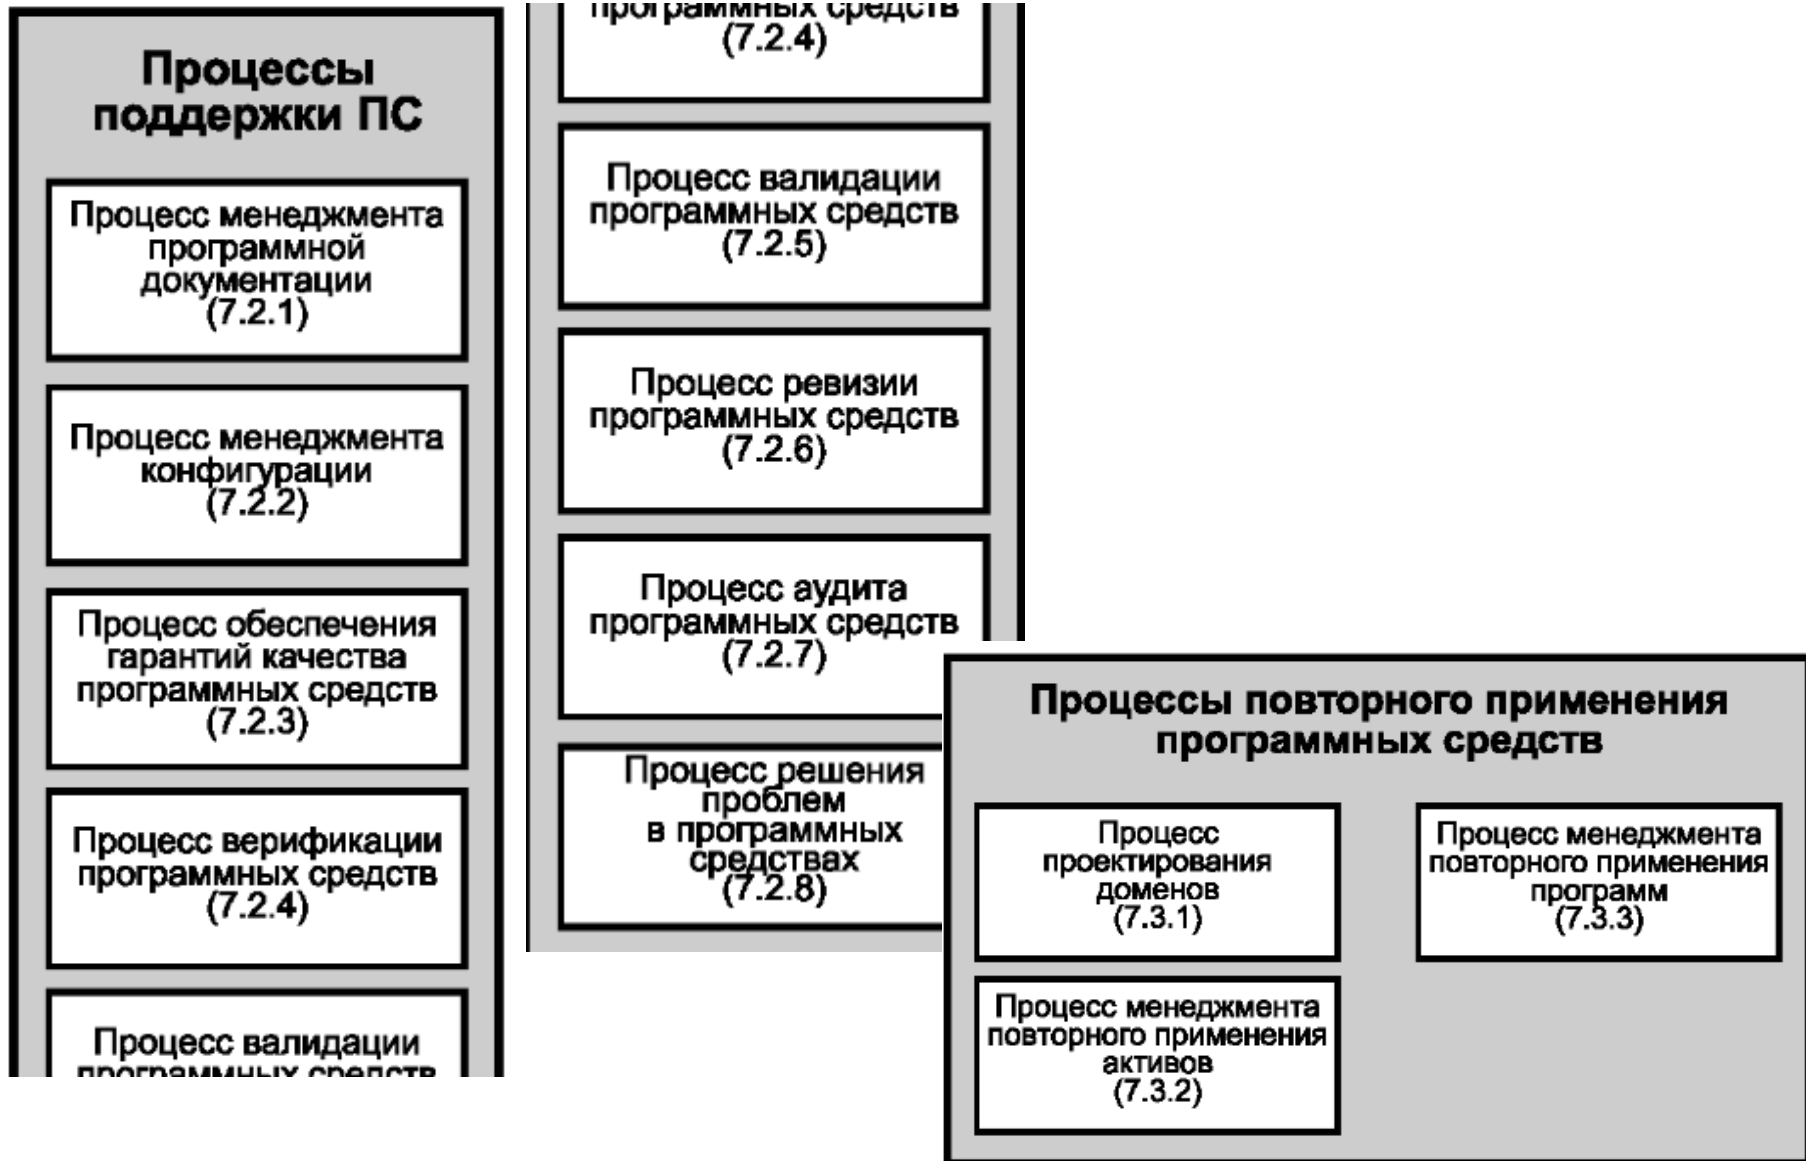 Процессы
поддержки ПС
Процесс менеджмента
программной
документации
(7.2.1)
Процесс менеджмента
конфигурации
(7.2.2)
Процесс обеспечения
гарантий качества
программных средств
(7.2.3)
Процесс верификации
программных средств
(7.2.4)
Процесс валидации
программных средств
программных средств
(7.2.4)
Процесс валидации
программных средств
(7.2.5)
Процесс ревизии
программных средств
(7.2.6)
Процесс аудита
программных средств
(7.2.7)
Процесс решения
проблем
в программных
средствах
(7.2.8)
Процессы повторного применения
программных средств
Процесс
проектирования
доменов
(7.3.1)
Процесс менеджмента
повторного применения
программ
(7.3.3)
Процесс менеджмента
повторного применения
активов
(7.3.2)